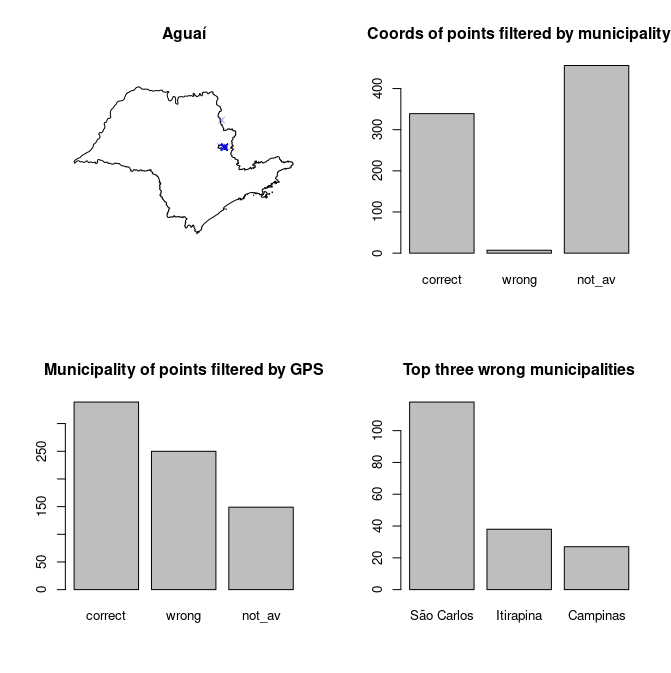 Aguaí
Coords of points filtered by municipality
400
300
200
100
0
correct wrong not_av
Municipality of points filtered by GPS
250
150
50
0
correct wrong not_av
Top three wrong municipalities
100
80
60
40
20
0
São Carlos Itirapina Campinas